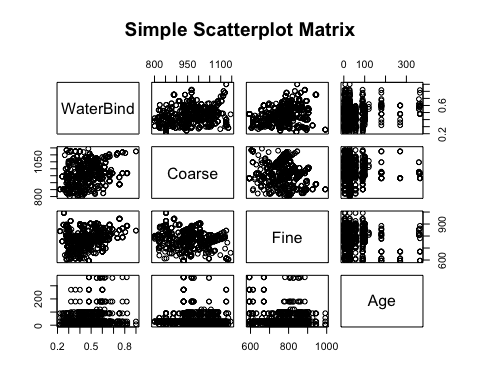 Simple Scatterplot Matrix
800 950 1100
0 100 300
WaterBind
0.2 0.6
Coarse
800 1050
Fine
600 900
Age
0 200
0.2 0.5 0.8
600 800 1000